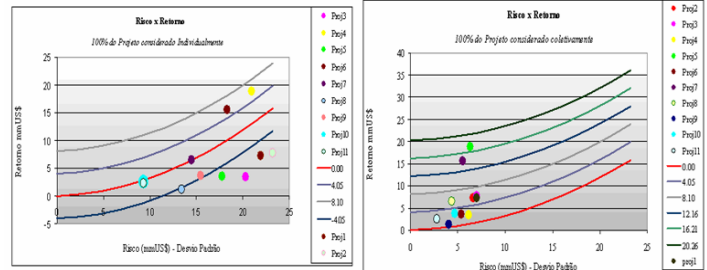 Risco x Retorno
100% do Projeto considerado Individualmente
Retorno mmUS$
25
20
15
10
5
0
-5
0
5
10
15
20
25
Risco (mmUS$) - Desvio Padrão
Proj3
Proj4
Proj5
Proj6
Proj7
Proj8
Proj9
Proj10
Proj11
0.00
4.05
8.10
-4.05
Proj1
Proj2
Risco x Retorno
100% do Projeto considerado coletivamente
Retorno mmUS$
40
35
30
25
20
15
10
5
0
0
5
10
15
20
25
Risco (mmUS$) - Desvio Padrão
Proj2
Proj3
Proj4
Proj5
Proj6
Proj7
Proj8
Proj9
Proj10
Proj11
0.00
4.05
8.10
12.16
16.21
20.26
proj1